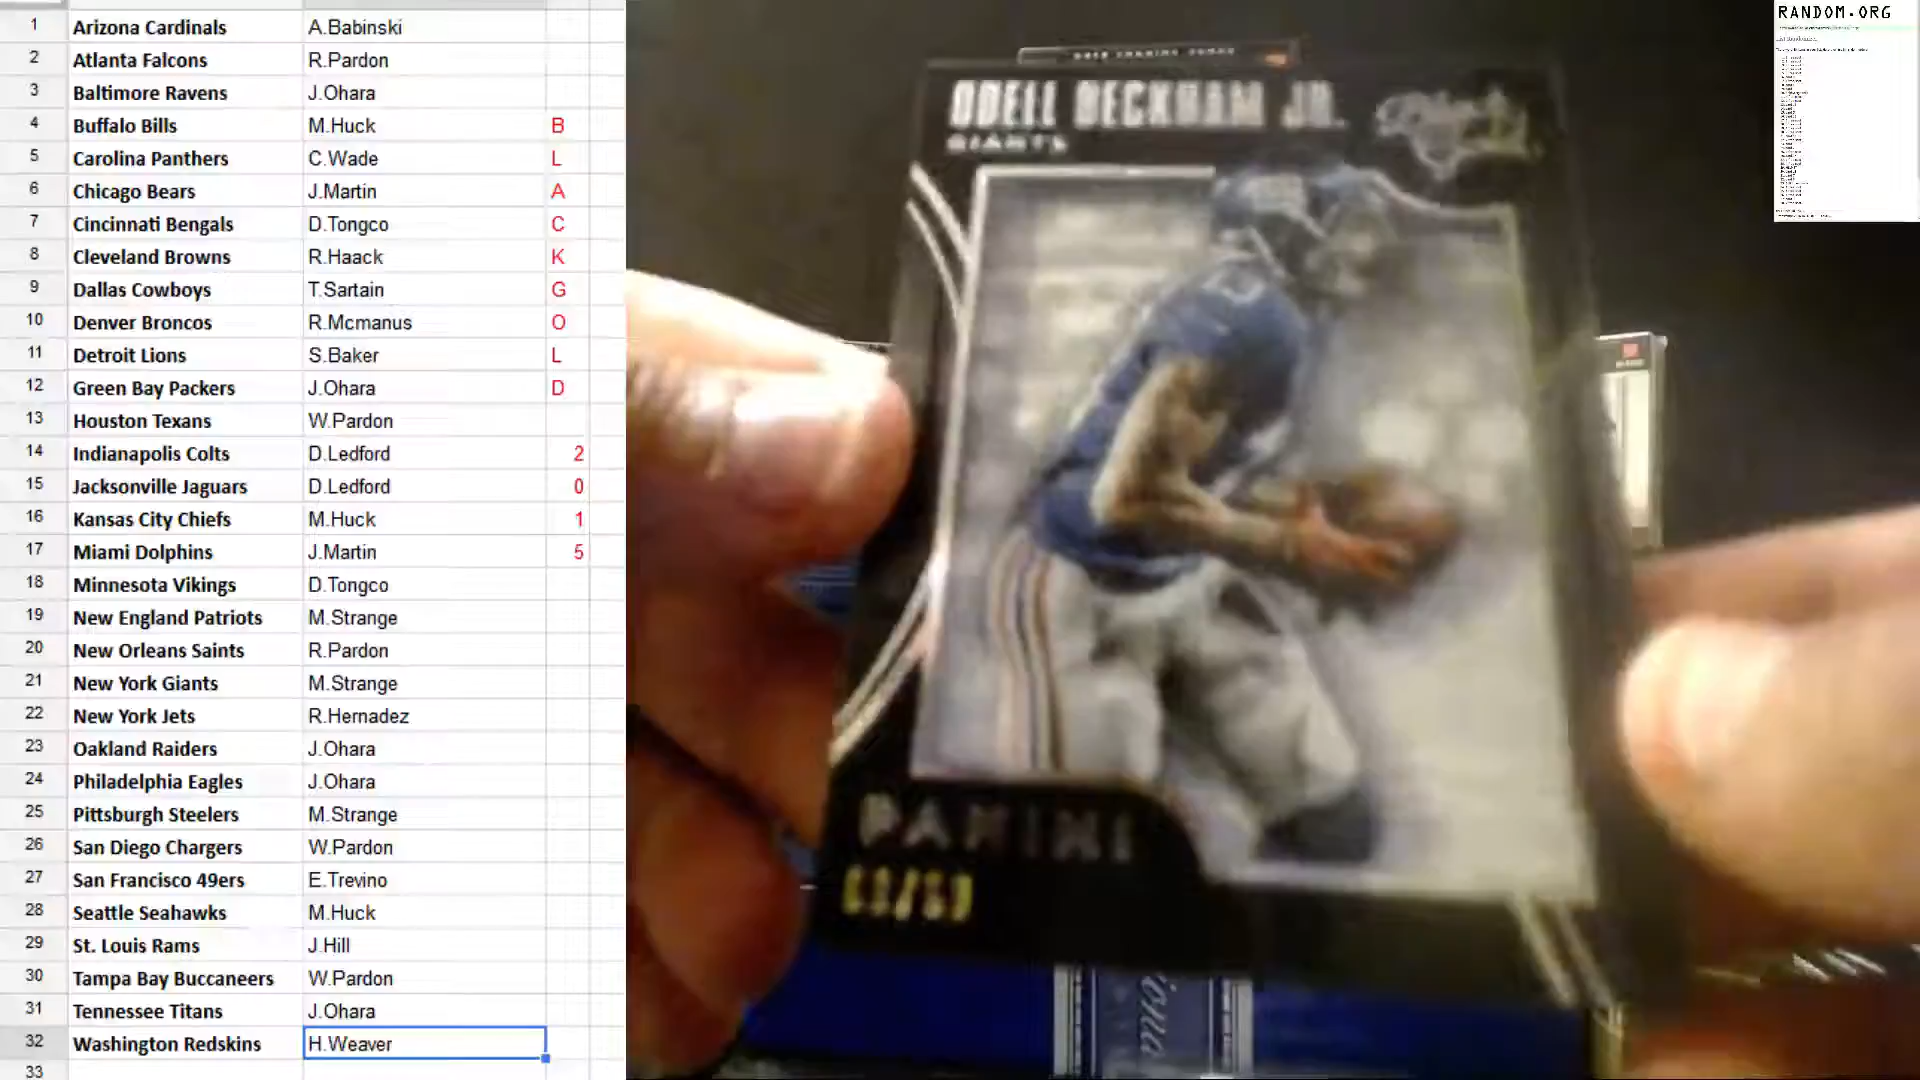 1 Arizona Cardinals A.Babinski
2 Atlanta Falcons R.Pardon
3 Baltimore Ravens J.Ohara
4 Buffalo Bills M.Huck B
5 Carolina Panthers C.Wade L
6 Chicago Bears J.Martin A
7 Cincinnati Bengals D.Tongco C
8 Cleveland Browns R.Haack K
9 Dallas Cowboys T.Sartain G
10 Denver Broncos R.Mcmanus O
11 Detroit Lions S.Baker L
12 Green Bay Packers J.Ohara D
13 Houston Texans W.Pardon
14 Indianapolis Colts D.Ledford 2
15 Jacksonville Jaguars D.Ledford 0
16 Kansas City Chiefs M.Huck 1
17 Miami Dolphins J.Martin 5
18 Minnesota Vikings D.Tongco
19 New England Patriots M.Strange
20 New Orleans Saints R.Pardon
21 New York Giants M.Strange
22 New York Jets R.Hernadez
23 Oakland Raiders J.Ohara
24 Philadelphia Eagles J.Ohara
25 Pittsburgh Steelers M.Strange
26 San Diego Chargers W.Pardon
27 San Francisco 49ers E.Trevino
28 Seattle Seahawks M.Huck
29 St. Louis Rams J.Hill
30 Tampa Bay Buccaneers W.Pardon
31 Tennessee Titans J.Ohara
32 Washington Redskins H.Weaver
33
ODELL BECKHAM JR.
GIANTS
PANINI
RANDOM.ORG